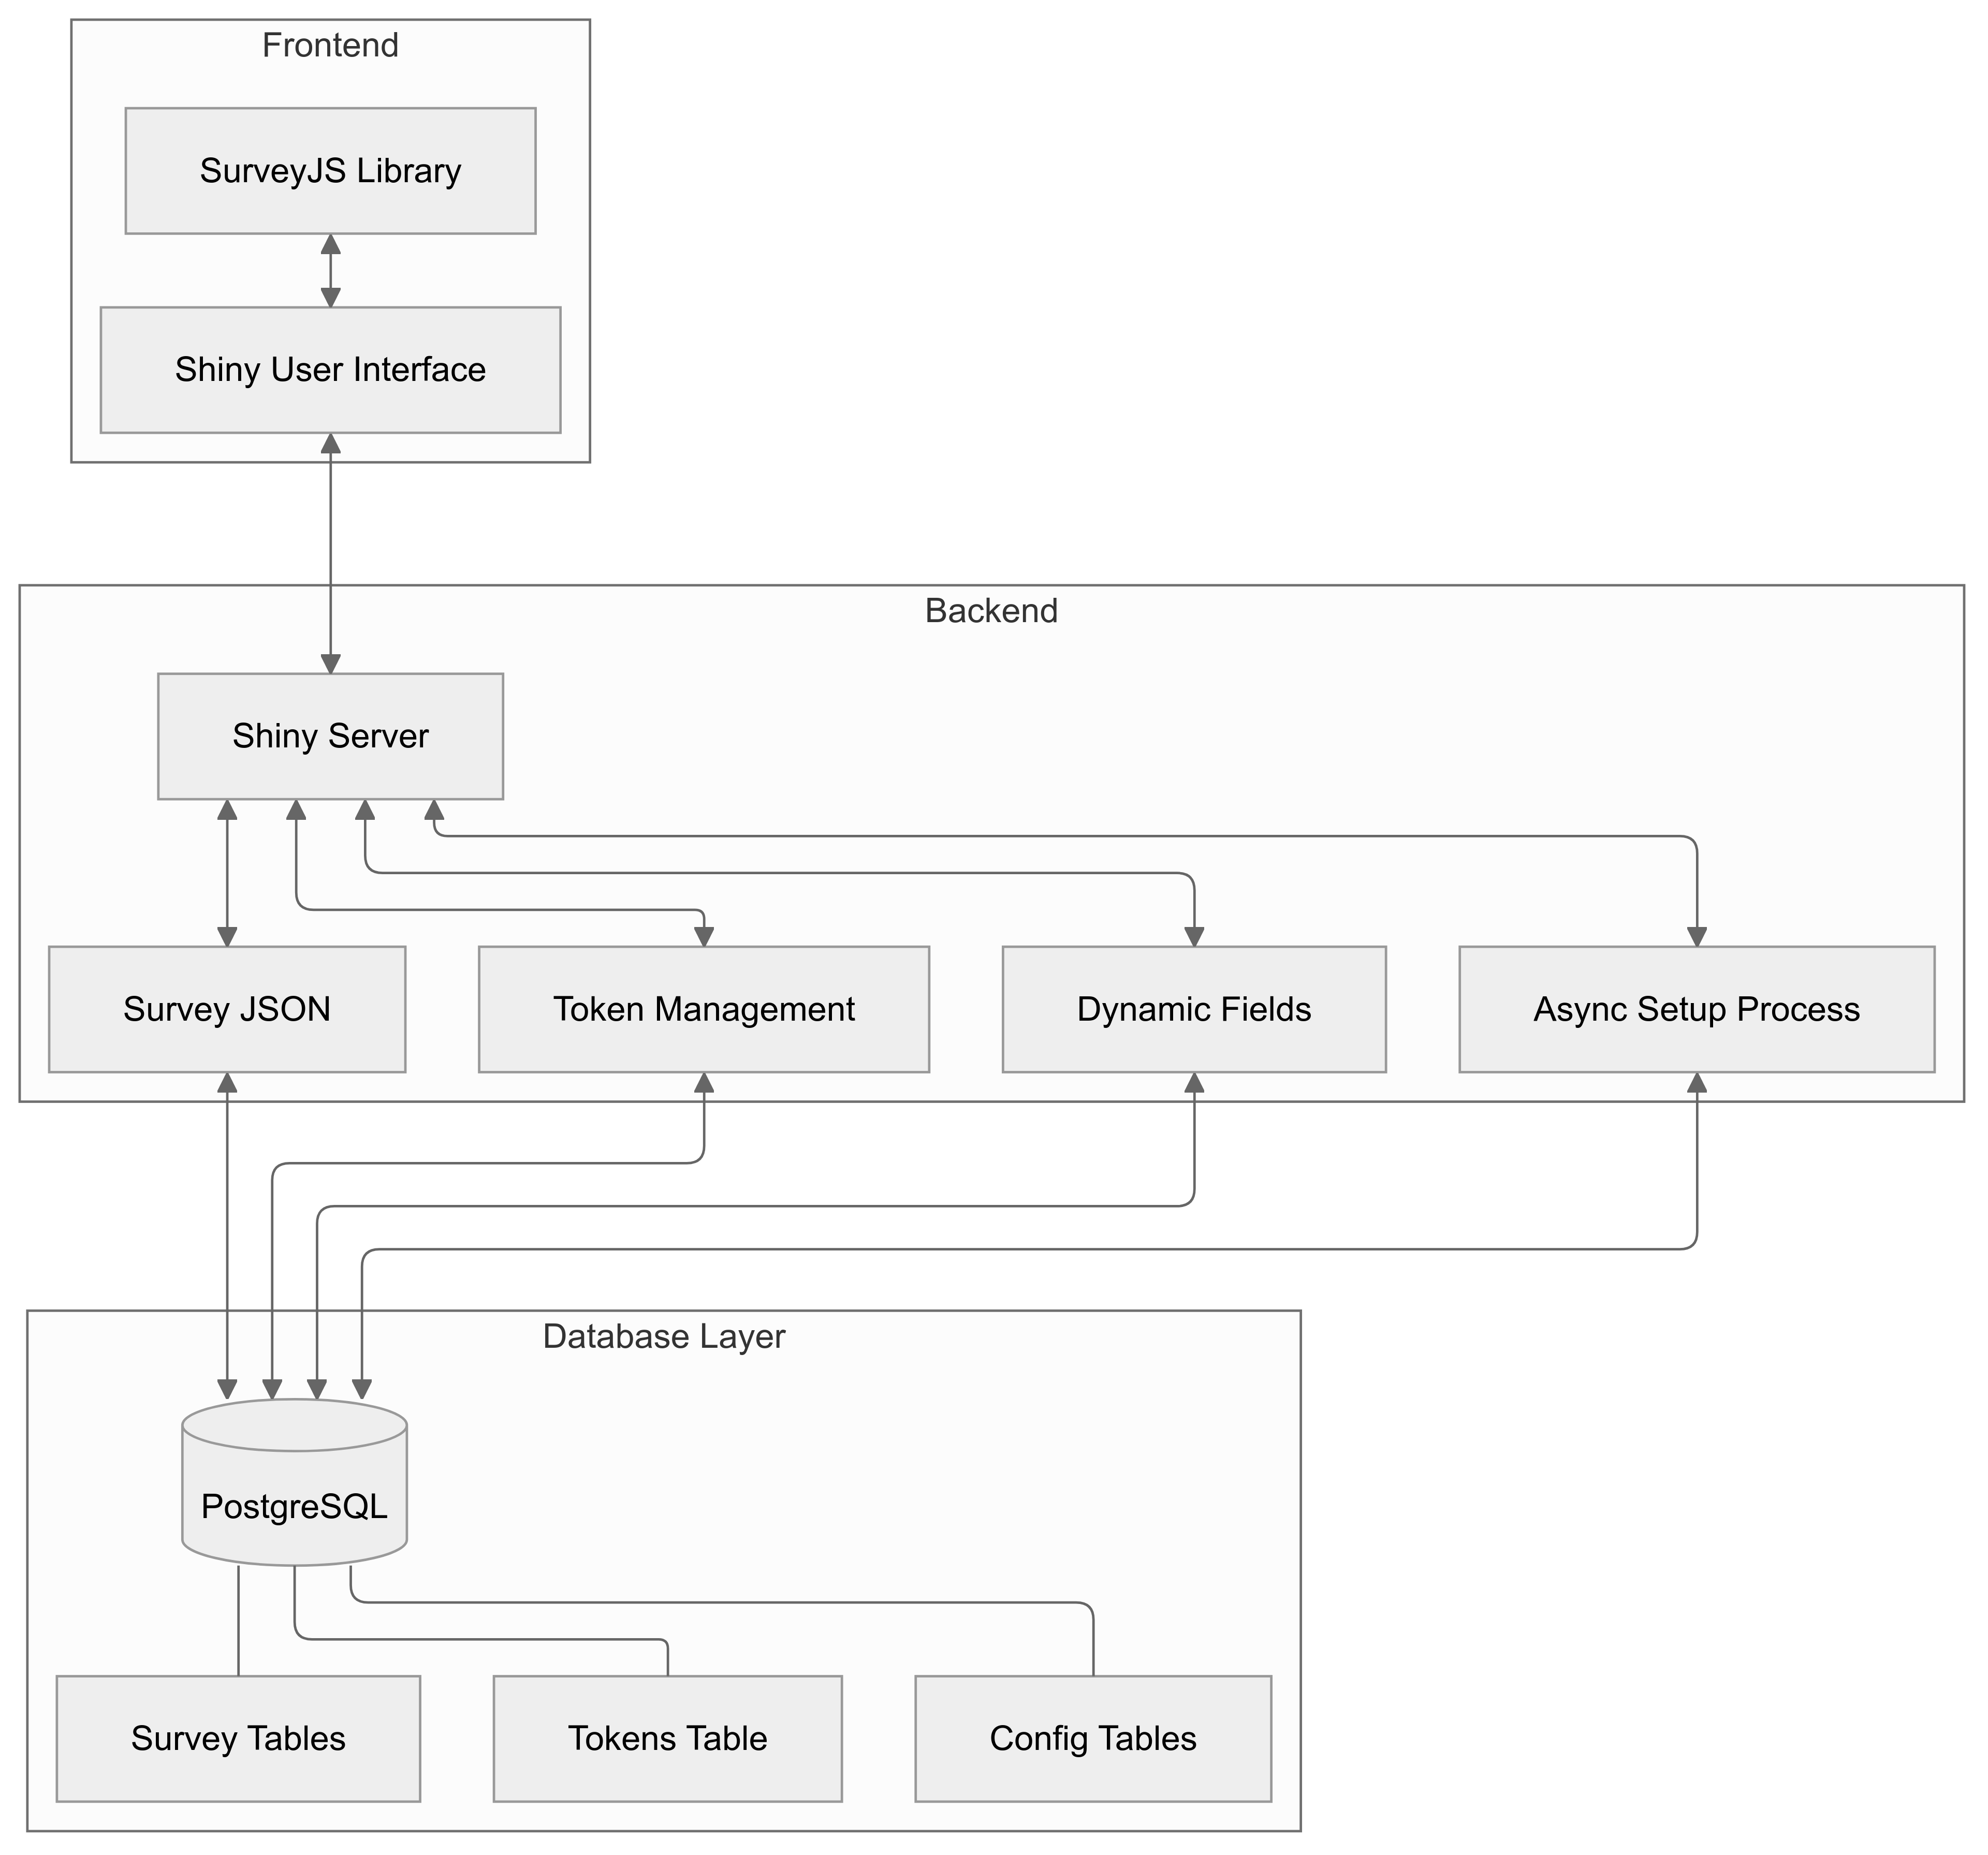 Frontend
SurveyJS Library
Shiny User Interface
Backend
Shiny Server
Survey JSON
Token Management
Dynamic Fields
Async Setup Process
Database Layer
PostgreSQL
Survey Tables
Tokens Table
Config Tables